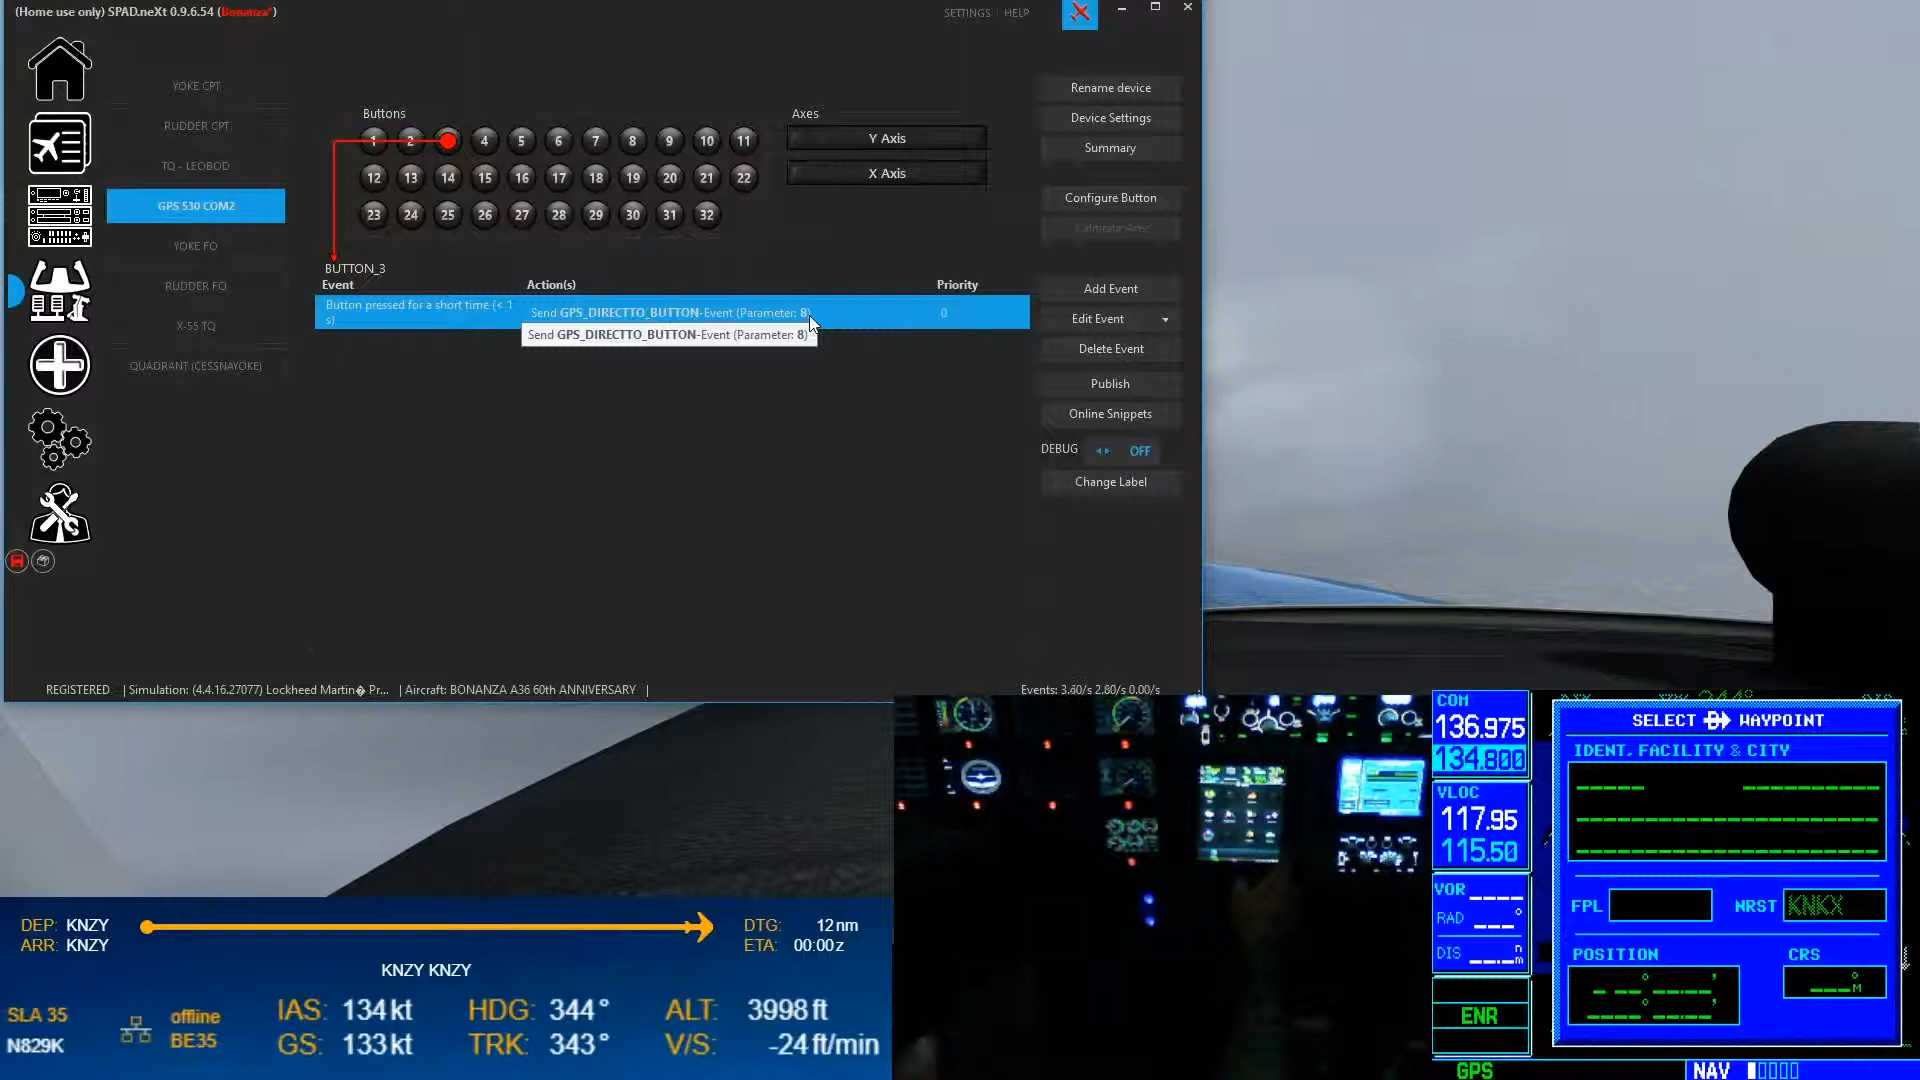 (Home use only) SPAD.neXt 0.9.6.54 (Bonanza*)
SETTINGS
HELP
YOKE CPT
RUDDER CPT
TQ - LEOBOD
GPS 530 COM2
YOKE FO
RUDDER FO
X-55 TQ
QUADRANT (CESSNAYOKE)
Buttons
1 2 4 5 6 7 8 9 10 11
12 13 14 15 16 17 18 19 20 21 22
23 24 25 26 27 28 29 30 31 32
Axes
Y Axis
X Axis
BUTTON_3
Event Action(s) Priority
Button pressed for a short time (< 1
s)
Send GPS_DIRECTTO_BUTTON-Event (Parameter: 8)
0
Send GPS_DIRECTTO_BUTTON-Event (Parameter: 8)
Rename device
Device Settings
Summary
Configure Button
Calibrate Axis
Add Event
Edit Event
Delete Event
Publish
Online Snippets
DEBUG OFF
Change Label
REGISTERED | Simulation: (4.4.16.27077) Lockheed Martin� Pr... | Aircraft: BONANZA A36 60th ANNIVERSARY |
Events: 3.60/s 2.60/s 0.00/s
DEP: KNZY
ARR: KNZY
DTG: 12nm
ETA: 00:00z
KNZY KNZY
SLA 35
N829K
offline
BE35
IAS: 134 kt HDG: 344° ALT: 3998 ft
GS: 133 kt TRK: 343° V/S: -24 ft/min
COM
136.975
134.800
VLOC
117.95
115.50
VOR
RAD
DIS
ENR
GPS
SELECT D WAYPOINT
IDENT, FACILITY & CITY
FPL
NRST KNKX
POSITION
CRS
NAV